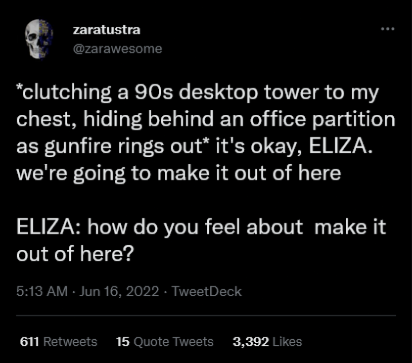 zaratustra
@zarawesome
*clutching a 90s desktop tower to my
chest, hiding behind an office partition
as gunfire rings out* it's okay, ELIZA.
we're going to make it out of here
ELIZA: how do you feel about  make it
out of here?
5:13 AM · Jun 16, 2022 · TweetDeck
611 Retweets 15 Quote Tweets 3,392 Likes